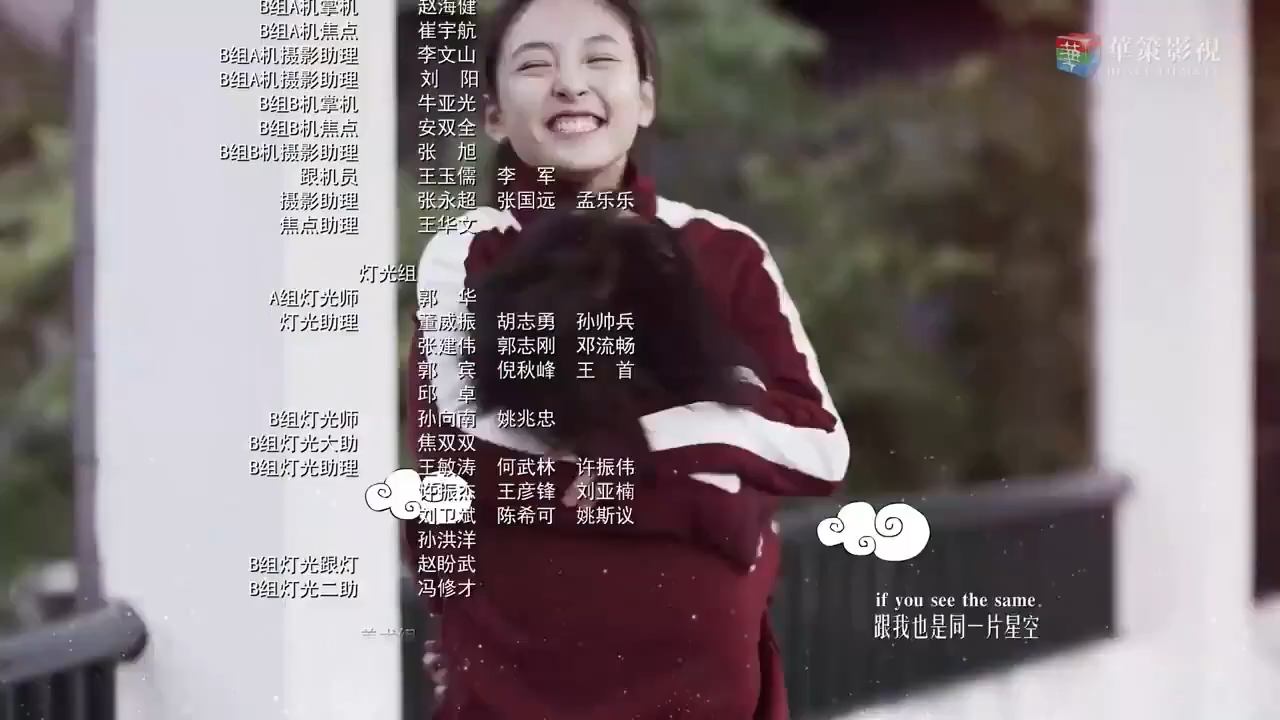 B组A机掌机 赵海健
B组A机焦点 崔宇航
B组A机摄影助理 李文山
B组A机摄影助理 刘 阳
B组B机掌机 牛亚光
B组B机焦点 安双全
B组B机摄影助理 张 旭
跟机员 王玉儒 李 军
摄影助理 张永超 张国远 孟乐乐
焦点助理 王华文
灯光组
A组灯光师 郭 华
灯光助理 董威振 胡志勇 孙帅兵
张建伟 郭志刚 邓流畅
郭 宾 倪秋峰 王 首
邱 卓
B组灯光师 孙向南 姚兆忠
B组灯光大助 焦双双
B组灯光助理 王敏涛 何武林 许振伟
许振杰 王彦锋 刘亚楠
刘卫斌 陈希可 姚斯议
孙洪洋
B组灯光跟灯 赵盼武
B组灯光二助 冯修才
華策影視
if you see the same
跟我也是同一片星空